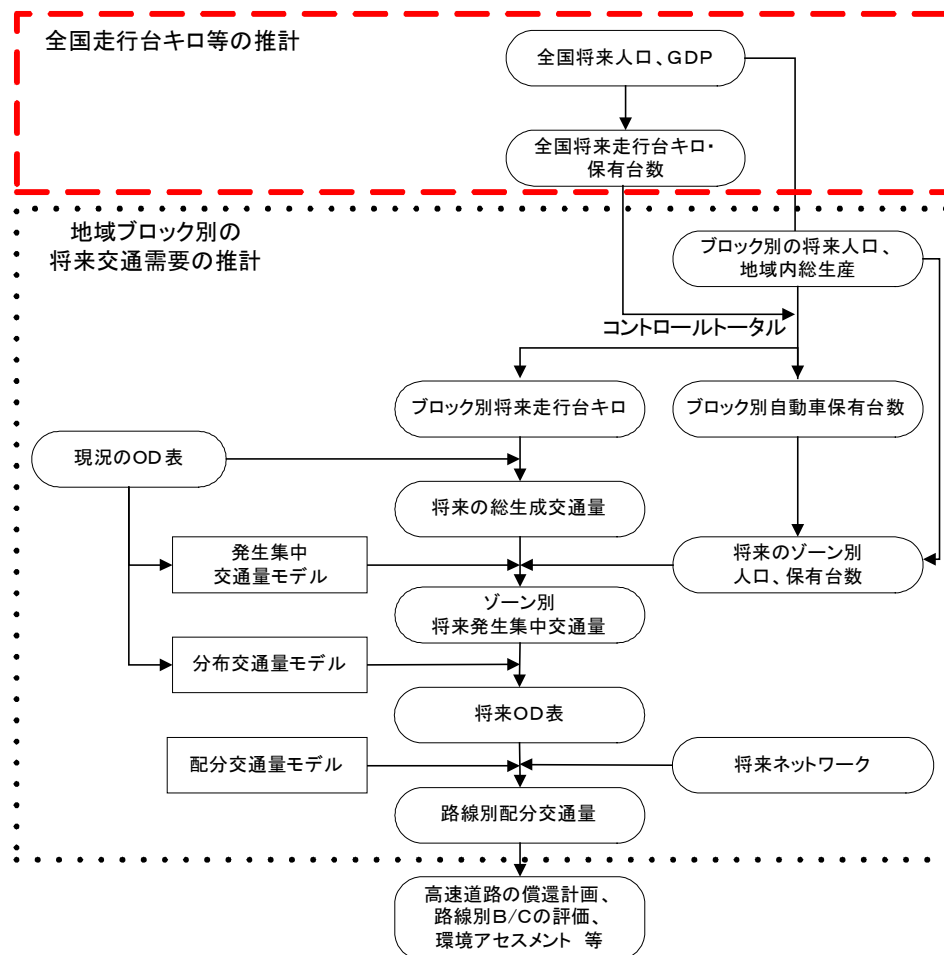 全国走行台キロ等の推計
全国将来人口、GDP
全国将来走行台キロ・
保有台数
地域ブロック別の
将来交通需要の推計
ブロック別の将来人口、
地域内総生産
コントロールトータル
ブロック別将来走行台キロ
ブロック別自動車保有台数
現況のOD表
将来の総生成交通量
発生集中
交通量モデル
将来のゾーン別
人口、保有台数
ゾーン別
将来発生集中交通量
分布交通量モデル
将来OD表
配分交通量モデル
将来ネットワーク
路線別配分交通量
高速道路の償還計画、
路線別B/Cの評価、
環境アセスメント 等